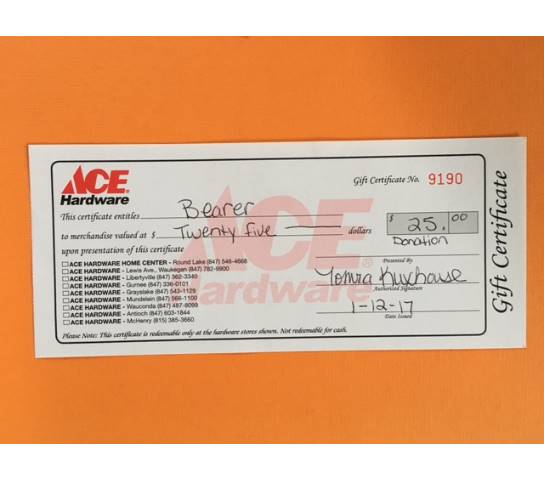 ACE
Hardware
Gift Certificate No. 9190
This certificate entitles Bearer
to merchandise valued at $ Twenty five dollars $ 25.00
upon presentation of this certificate
Donation
Presented By
ACE HARDWARE HOME CENTER - Round Lake (847) 546-4668
ACE HARDWARE - Lewis Ave., Waukegan (847) 782-9900
ACE HARDWARE - Libertyville (847) 362-3340
ACE HARDWARE - Gurnee (847) 336-0101
ACE HARDWARE - Grayslake (847) 543-1129
ACE HARDWARE - Mundelein (847) 566-1100
ACE HARDWARE - Wauconda (847) 487-9099
ACE HARDWARE - Antioch (847) 603-1844
ACE HARDWARE - McHenry (815) 385-3660
Authorized Signature
1-12-17
Date Issued
Please Note: This certificate is redeemable only at the hardware stores shown. Not redeemable for cash.
Gift Certificate
ACE
Hardware